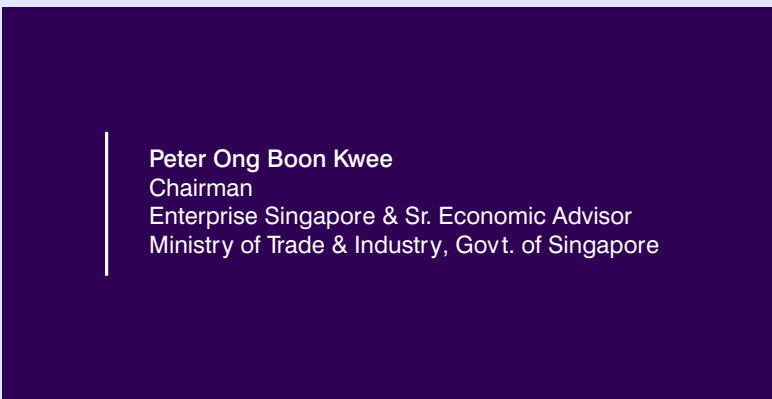 Peter Ong Boon Kwee
Chairman
Enterprise Singapore & Sr. Economic Advisor
Ministry of Trade & Industry, Govt. of Singapore